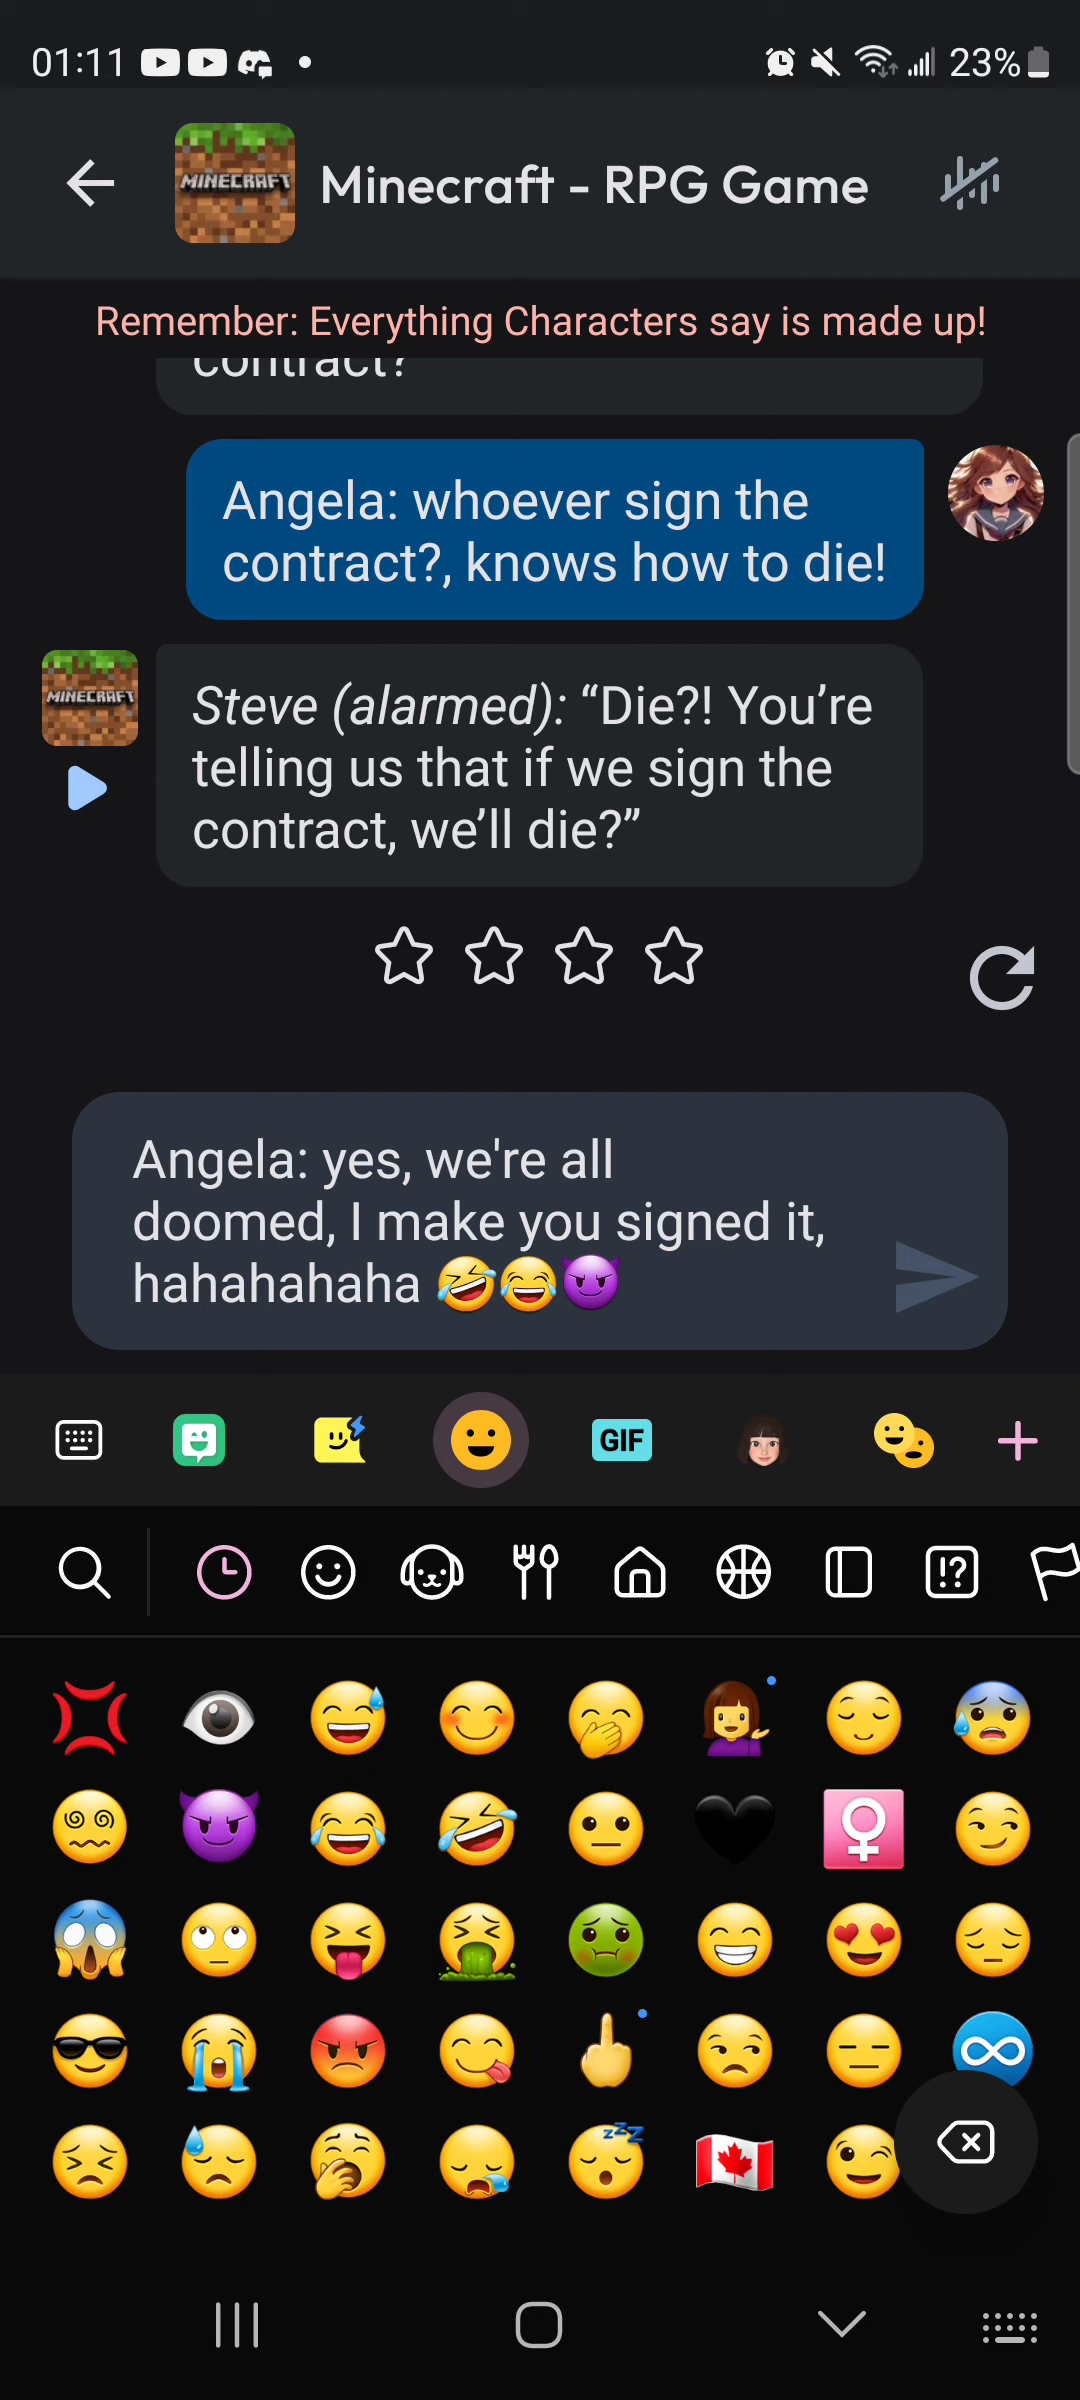 01:11
23%
MINECRAFT
Minecraft - RPG Game
Remember: Everything Characters say is made up!
contract?
Angela: whoever sign the
contract?, knows how to die!
MINECRAFT
Steve (alarmed): “Die?! You’re
telling us that if we sign the
contract, we’ll die?”
Angela: yes, we're all
doomed, I make you signed it,
hahahahaha 🤣😂😈
GIF
!?